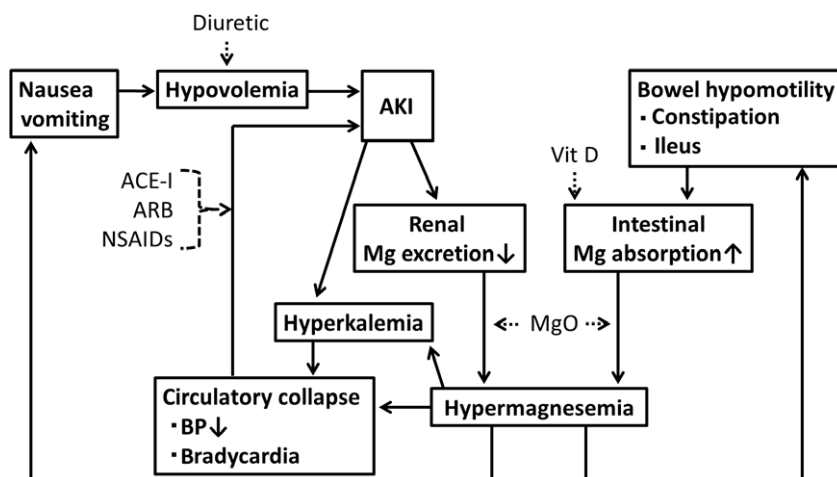 Diuretic
Nausea
vomiting
Hypovolemia
AKI
Bowel hypomotility
・Constipation
・Ileus
ACE-I
ARB
NSAIDs
Vit D
Renal
Mg excretion↓
Intestinal
Mg absorption↑
Hyperkalemia
MgO
Circulatory collapse
・BP↓
・Bradycardia
Hypermagnesemia